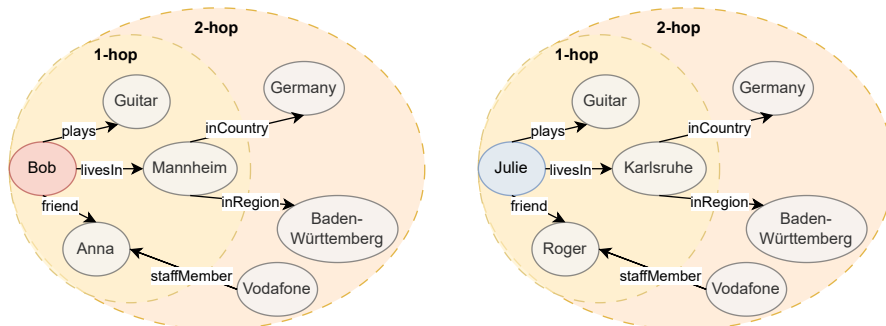 2-hop
1-hop
Germany
Guitar
plays
inCountry
Bob
livesIn
Mannheim
friend
inRegion
Baden-
Württemberg
Anna
staffMember
Vodafone
2-hop
1-hop
Germany
Guitar
plays
inCountry
Julie
livesIn
Karlsruhe
friend
inRegion
Baden-
Württemberg
Roger
staffMember
Vodafone